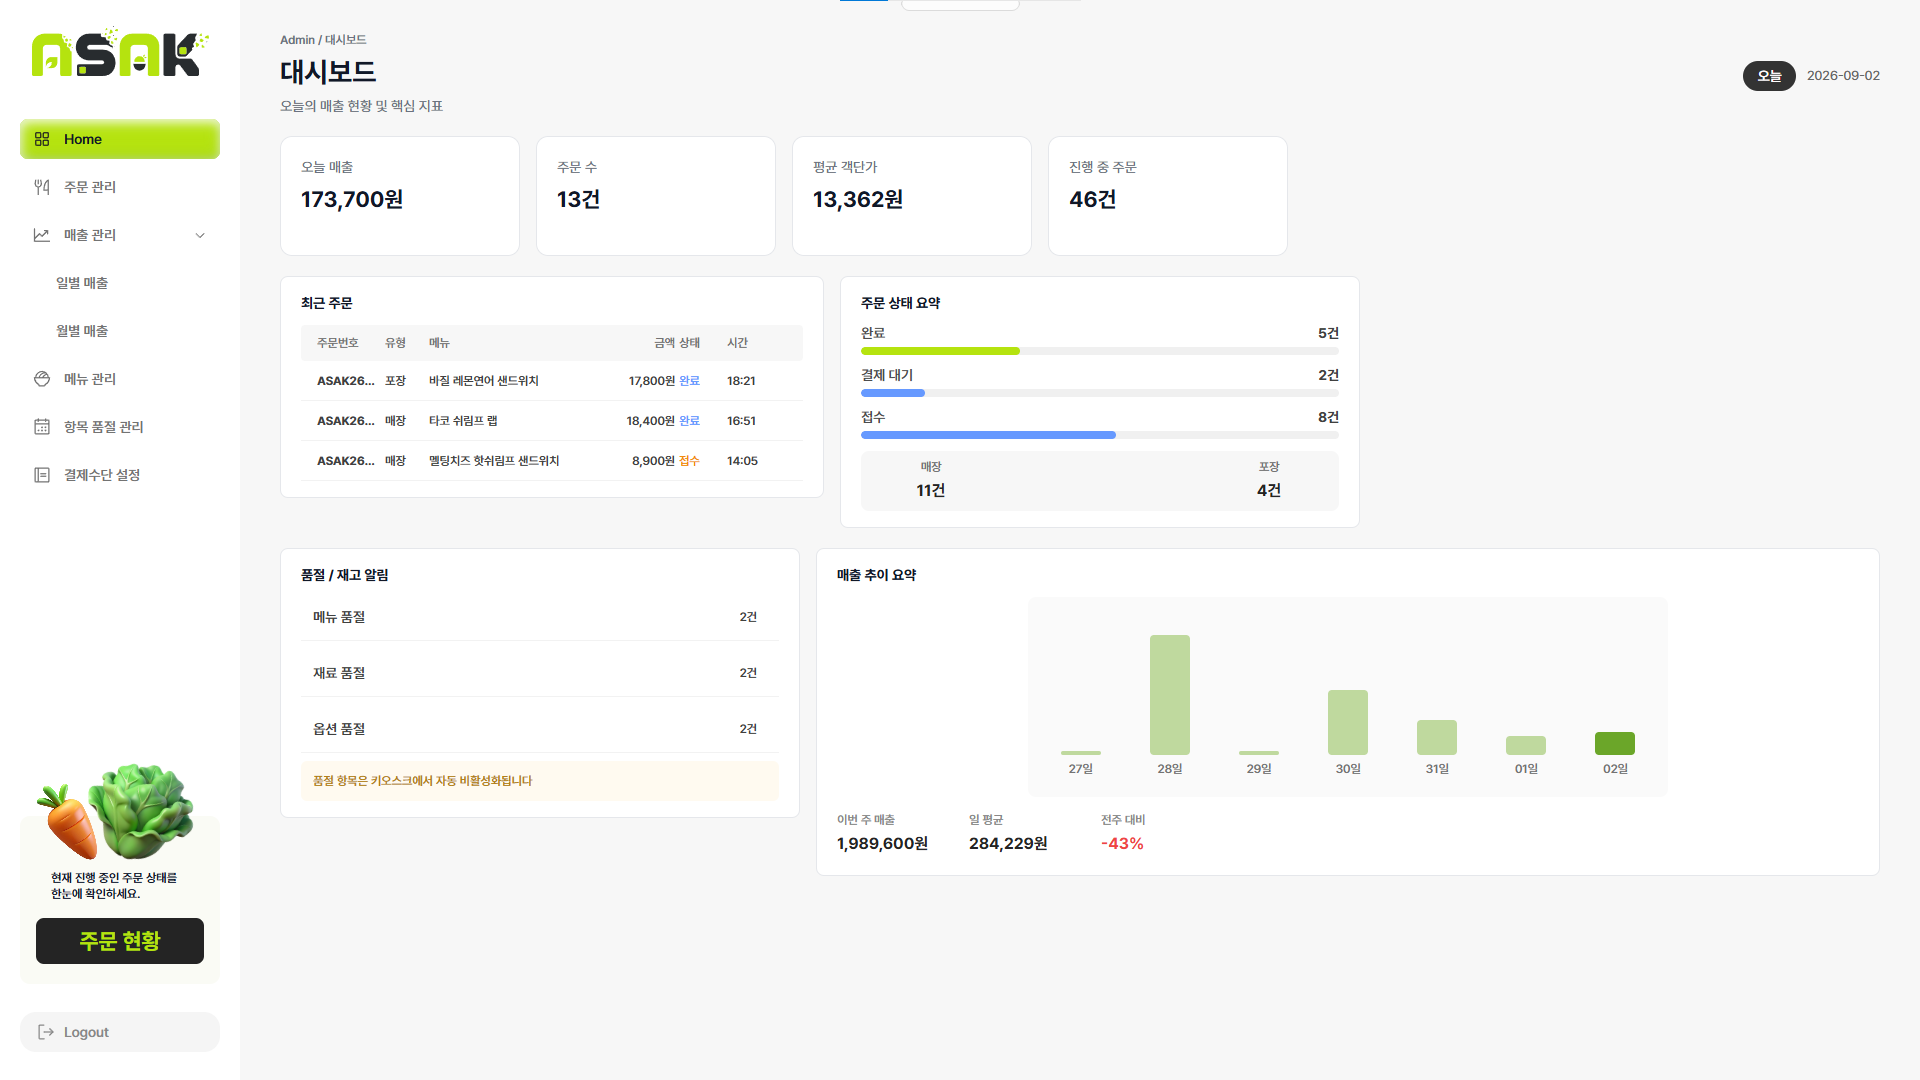 ASAK
Home
주문 관리
매출 관리
일별 매출
월별 매출
메뉴 관리
항목 품절 관리
결제수단 설정
현재 진행 중인 주문 상태를
한눈에 확인하세요.
주문 현황
Logout
Admin / 대시보드
대시보드
오늘의 매출 현황 및 핵심 지표
오늘 2026-09-02
오늘 매출
173,700원
주문 수
13건
평균 객단가
13,362원
진행 중 주문
46건
최근 주문
주문번호 유형 메뉴 금액 상태 시간
ASAK26... 포장 바질 레몬연어 샌드위치 17,800원 완료 18:21
ASAK26... 매장 타코 쉬림프 랩 18,400원 완료 16:51
ASAK26... 매장 멜팅치즈 핫쉬림프 샌드위치 8,900원 접수 14:05
주문 상태 요약
완료 5건
결제 대기 2건
접수 8건
매장 포장
11건 4건
품절 / 재고 알림
메뉴 품절 2건
재료 품절 2건
옵션 품절 2건
품절 항목은 키오스크에서 자동 비활성화됩니다
매출 추이 요약
27일 28일 29일 30일 31일 01일 02일
이번 주 매출 일 평균 전주 대비
1,989,600원 284,229원 -43%